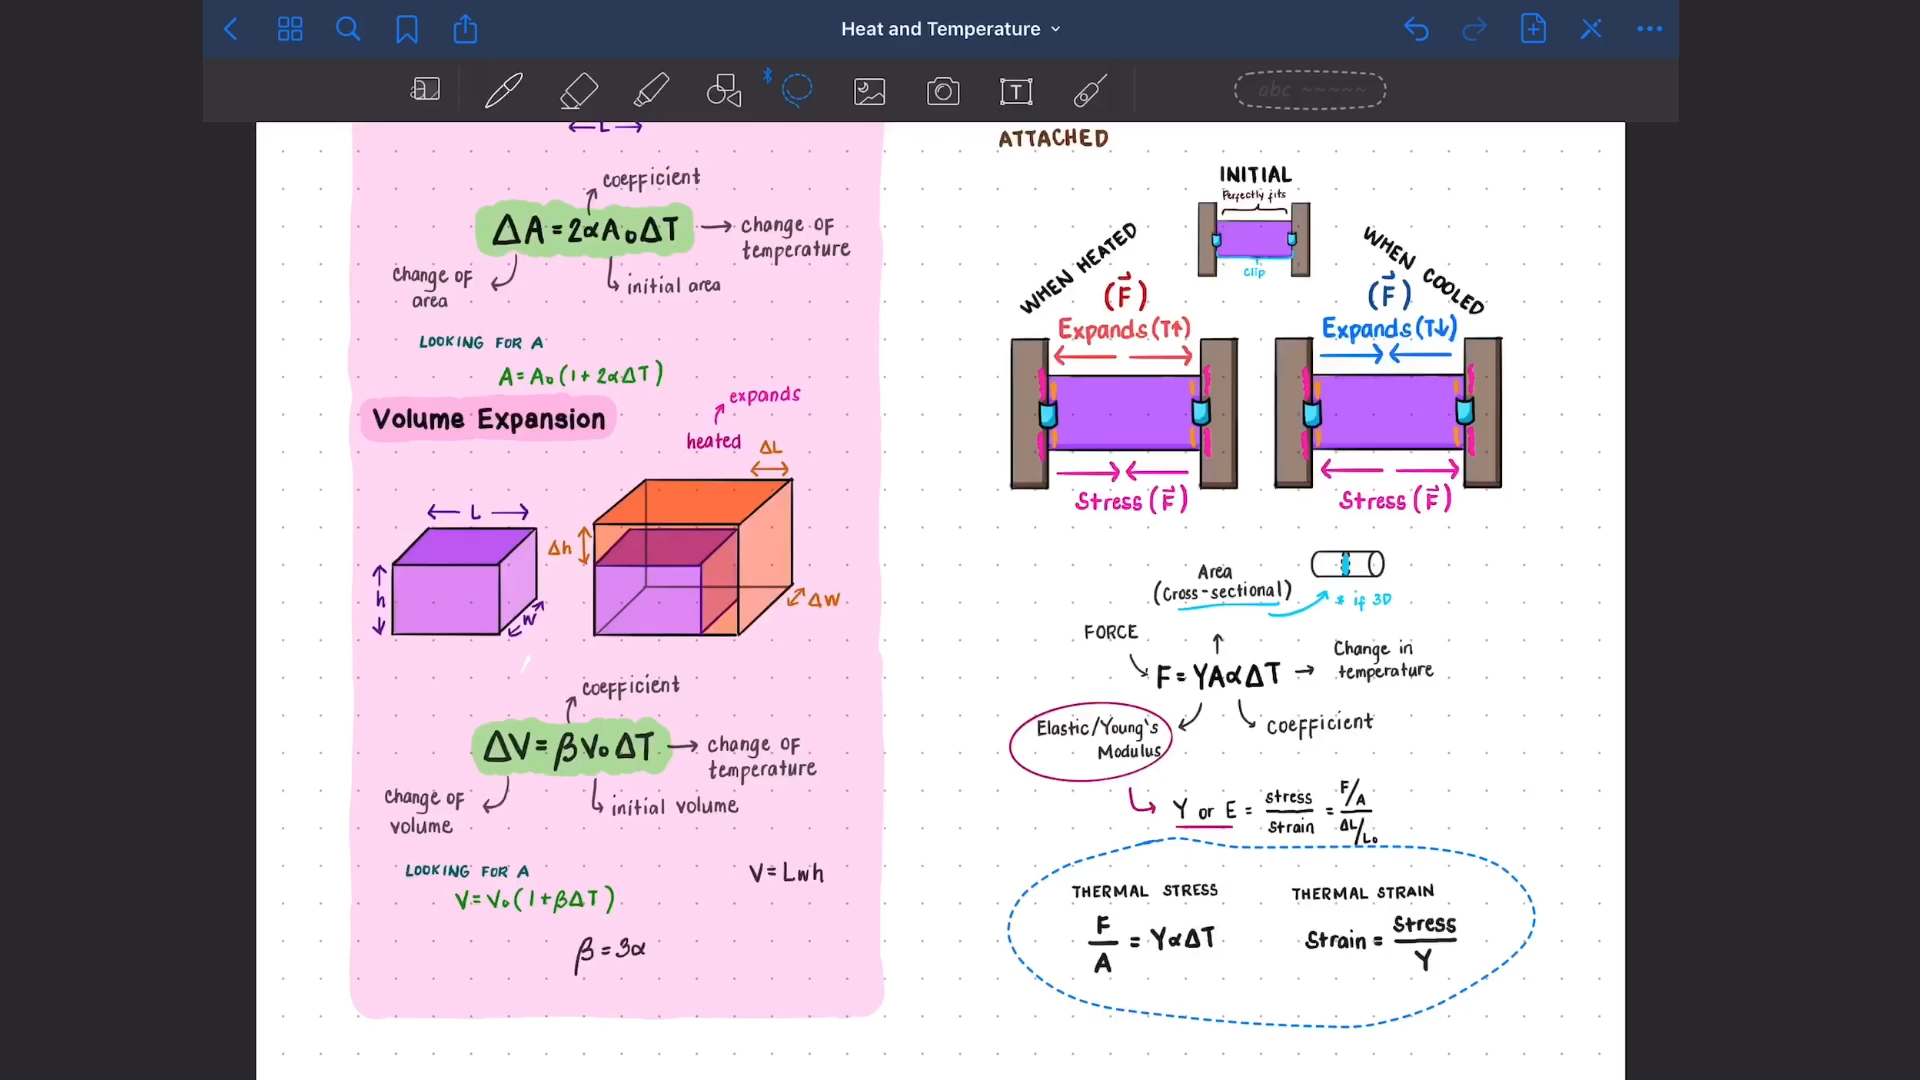 Heat and Temperature
abc
L
coefficient
ΔA = 2αA₀ΔT
change of
temperature
change of
area
initial area
LOOKING FOR A
A = A₀(1 + 2αΔT)
Volume Expansion
expands
heated
ΔL
L
Δh
h
w
ΔW
coefficient
ΔV = βV₀ΔT
change of
temperature
change of
volume
initial volume
LOOKING FOR A
V = V₀(1 + βΔT)
V = Lwh
β = 3α
ATTACHED
INITIAL
Perfectly fits
clip
WHEN HEATED
(F⃗)
Expands (T↑)
Stress (F⃗)
WHEN COOLED
(F⃗)
Expands (T↓)
Stress (F⃗)
Area
(Cross-sectional)
* if 3D
FORCE
F = YAαΔT
Change in
temperature
Elastic/Young's
Modulus
coefficient
Y or E = stress/strain = F/A / ΔL/L₀
THERMAL STRESS
F/A = YαΔT
THERMAL STRAIN
Strain = Stress/Y